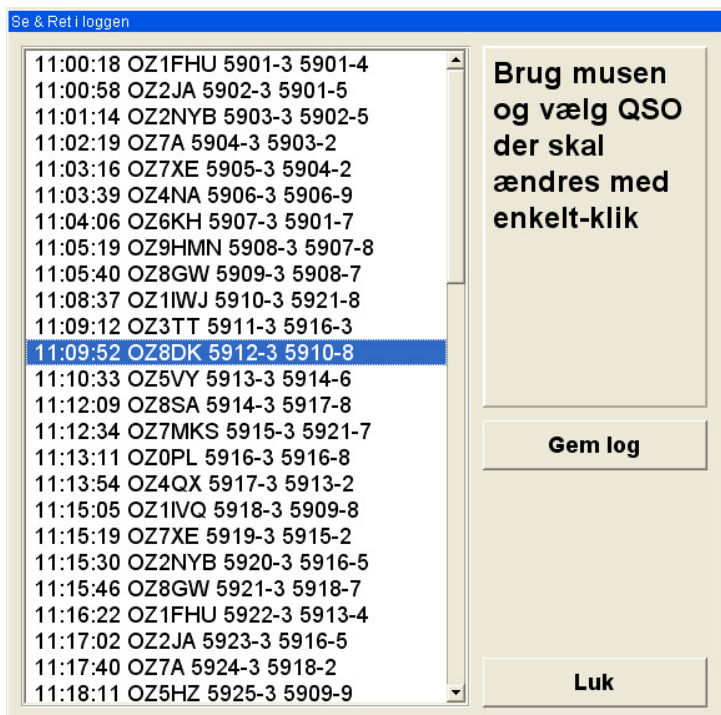 Se & Ret i loggen
11:00:18 OZ1FHU 5901-3 5901-4
11:00:58 OZ2JA 5902-3 5901-5
11:01:14 OZ2NYB 5903-3 5902-5
11:02:19 OZ7A 5904-3 5903-2
11:03:16 OZ7XE 5905-3 5904-2
11:03:39 OZ4NA 5906-3 5906-9
11:04:06 OZ6KH 5907-3 5901-7
11:05:19 OZ9HMN 5908-3 5907-8
11:05:40 OZ8GW 5909-3 5908-7
11:08:37 OZ1IWJ 5910-3 5921-8
11:09:12 OZ3TT 5911-3 5916-3
11:09:52 OZ8DK 5912-3 5910-8
11:10:33 OZ5VY 5913-3 5914-6
11:12:09 OZ8SA 5914-3 5917-8
11:12:34 OZ7MKS 5915-3 5921-7
11:13:11 OZ0PL 5916-3 5916-8
11:13:54 OZ4QX 5917-3 5913-2
11:15:05 OZ1IVQ 5918-3 5909-8
11:15:19 OZ7XE 5919-3 5915-2
11:15:30 OZ2NYB 5920-3 5916-5
11:15:46 OZ8GW 5921-3 5918-7
11:16:22 OZ1FHU 5922-3 5913-4
11:17:02 OZ2JA 5923-3 5916-5
11:17:40 OZ7A 5924-3 5918-2
11:18:11 OZ5HZ 5925-3 5909-9
Brug musen
og vælg QSO
der skal
ændres med
enkelt-klik
Gem log
Luk